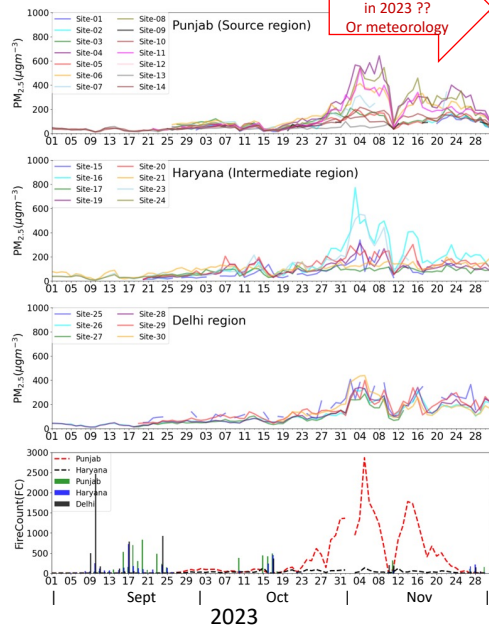 in 2023 ??
Or meteorology
Punjab (Source region)
Site-01 Site-08
Site-02 Site-09
Site-03 Site-10
Site-04 Site-11
Site-05 Site-12
Site-06 Site-13
Site-07 Site-14
PM2.5(μgm−3)
1000
800
600
400
200
0
01 05 09 13 17 21 25 29 03 07 11 15 19 23 27 31 04 08 12 16 20 24 28
Haryana (Intermediate region)
Site-15 Site-20
Site-16 Site-21
Site-17 Site-23
Site-19 Site-24
PM2.5(μgm−3)
1000
800
600
400
200
0
01 05 09 13 17 21 25 29 03 07 11 15 19 23 27 31 04 08 12 16 20 24 28
Delhi region
Site-25 Site-28
Site-26 Site-29
Site-27 Site-30
PM2.5(μgm−3)
1000
800
600
400
200
0
01 05 09 13 17 21 25 29 03 07 11 15 19 23 27 31 04 08 12 16 20 24 28
Punjab
Haryana
Punjab
Haryana
Delhi
FireCount(FC)
3000
2500
2000
1500
1000
500
0
01 05 09 13 17 21 25 29 03 07 11 15 19 23 27 31 04 08 12 16 20 24 28
Sept Oct Nov
2023